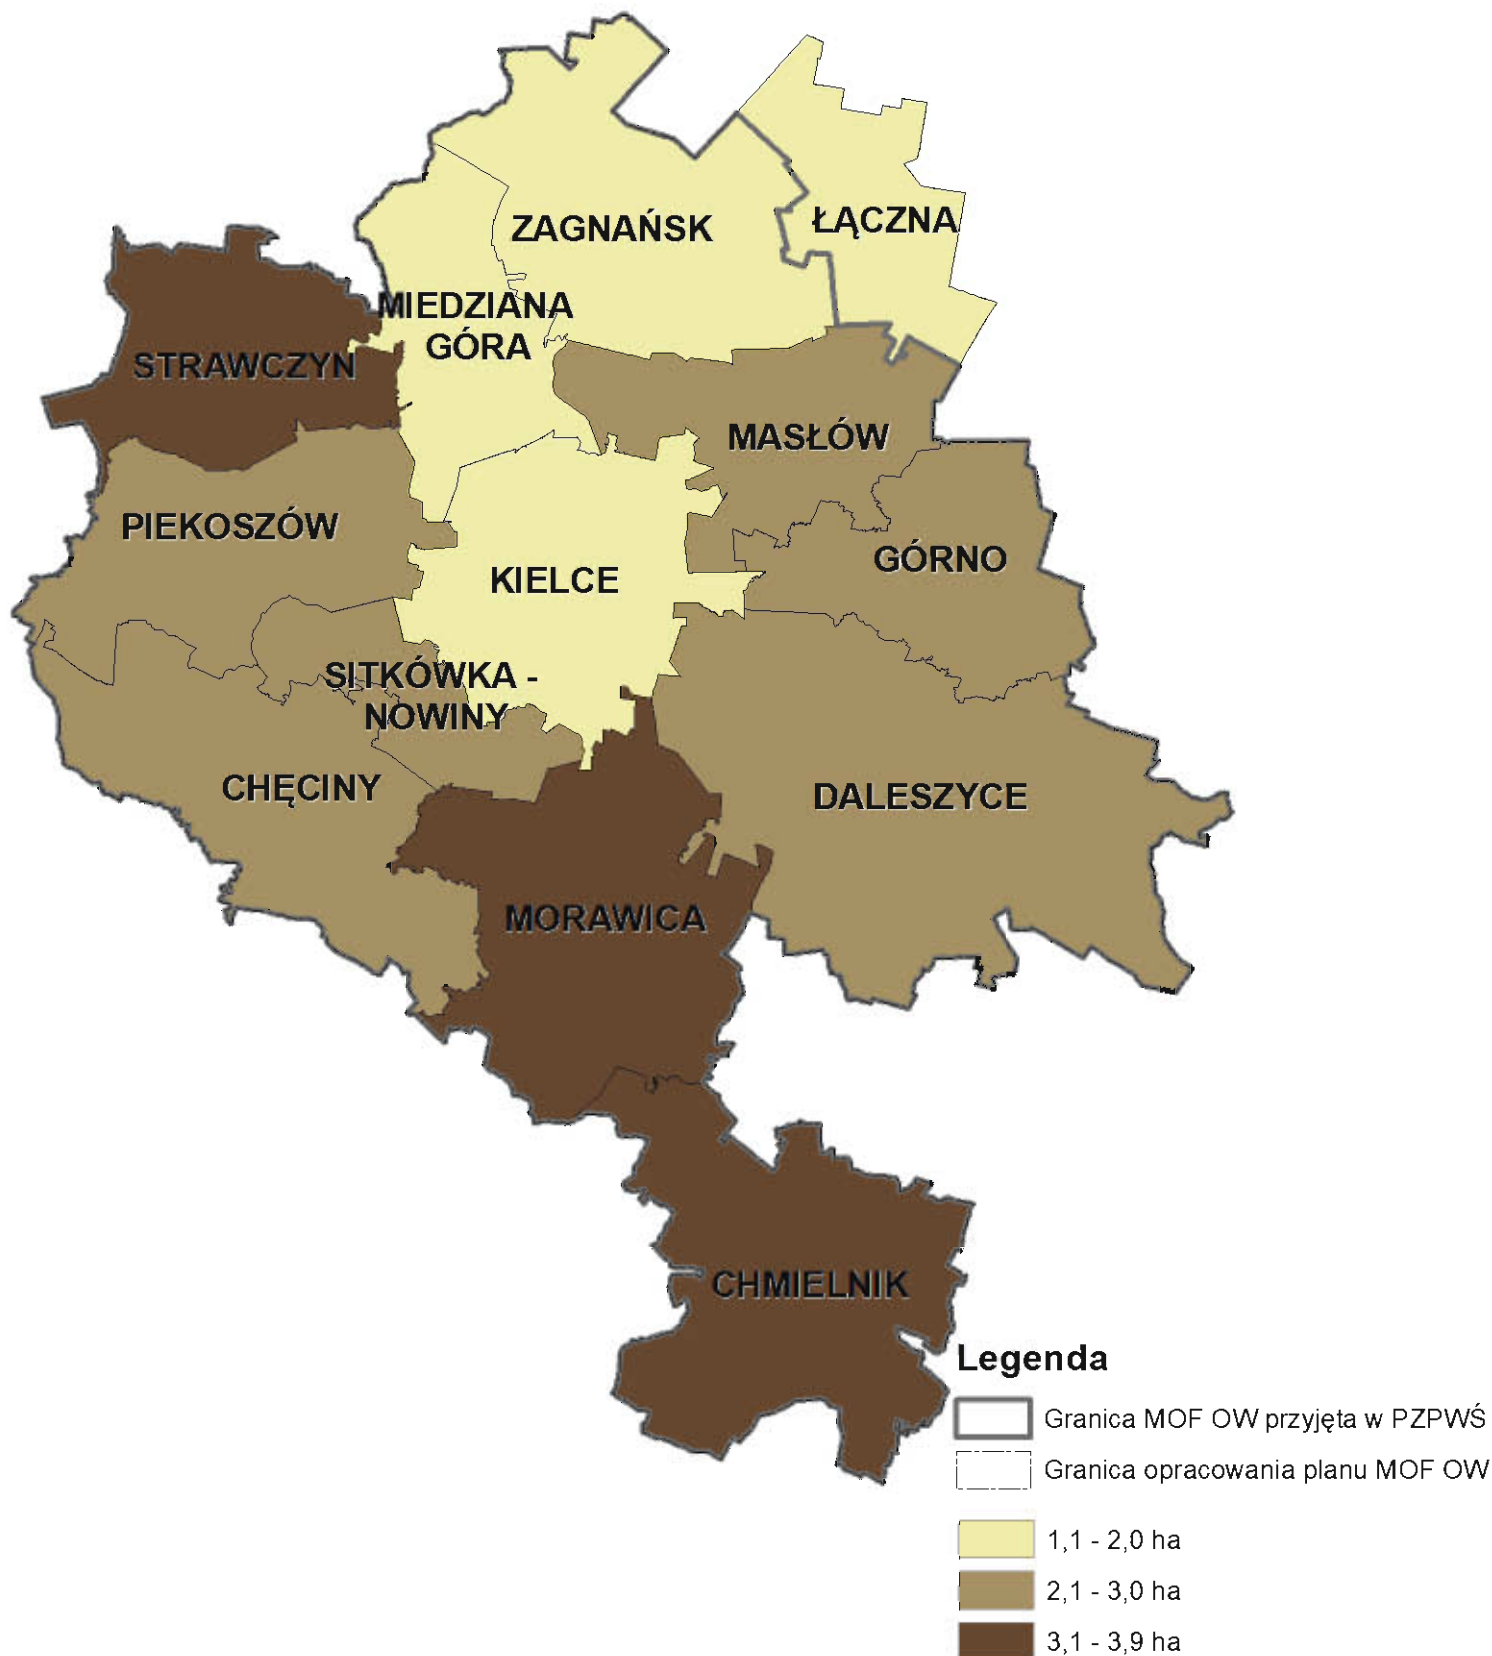 ZAGNAŃSK
ŁĄCZNA
MIEDZIANA
GÓRA
STRAWCZYN
MASŁÓW
PIEKOSZÓW
GÓRNO
KIELCE
SITKÓWKA -
NOWINY
CHĘCINY
DALESZYCE
MORAWICA
CHMIELNIK
Legenda
Granica MOF OW przyjęta w PZPWŚ
Granica opracowania planu MOF OW
1,1 - 2,0 ha
2,1 - 3,0 ha
3,1 - 3,9 ha